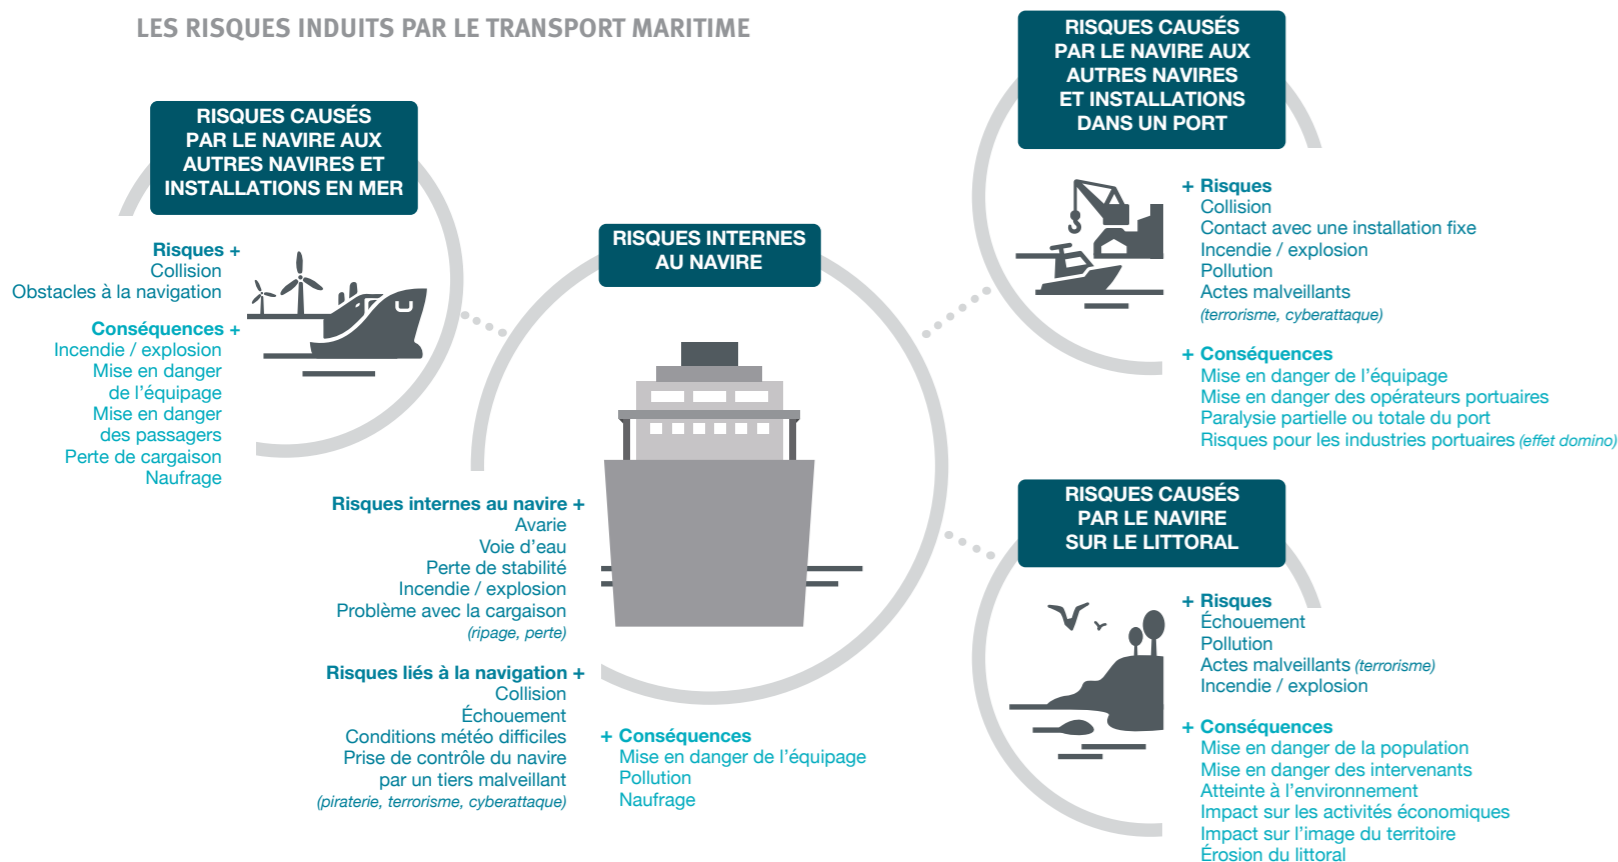 LES RISQUES INDUITS PAR LE TRANSPORT MARITIME
RISQUES CAUSÉS
PAR LE NAVIRE AUX
AUTRES NAVIRES ET
INSTALLATIONS EN MER
Risques +
Collision
Obstacles à la navigation
Conséquences +
Incendie / explosion
Mise en danger
de l'équipage
Mise en danger
des passagers
Perte de cargaison
Naufrage
RISQUES INTERNES
AU NAVIRE
Risques internes au navire +
Avarie
Voie d'eau
Perte de stabilité
Incendie / explosion
Problème avec la cargaison
(ripage, perte)
Risques liés à la navigation +
Collision
Échouement
Conditions météo difficiles
Prise de contrôle du navire
par un tiers malveillant
(piraterie, terrorisme, cyberattaque)
+ Conséquences
Mise en danger de l'équipage
Pollution
Naufrage
RISQUES CAUSÉS
PAR LE NAVIRE AUX
AUTRES NAVIRES
ET INSTALLATIONS
DANS UN PORT
+ Risques
Collision
Contact avec une installation fixe
Incendie / explosion
Pollution
Actes malveillants
(terrorisme, cyberattaque)
+ Conséquences
Mise en danger de l'équipage
Mise en danger des opérateurs portuaires
Paralysie partielle ou totale du port
Risques pour les industries portuaires (effet domino)
RISQUES CAUSÉS
PAR LE NAVIRE
SUR LE LITTORAL
+ Risques
Échouement
Pollution
Actes malveillants (terrorisme)
Incendie / explosion
+ Conséquences
Mise en danger de la population
Mise en danger des intervenants
Atteinte à l'environnement
Impact sur les activités économiques
Impact sur l'image du territoire
Érosion du littoral